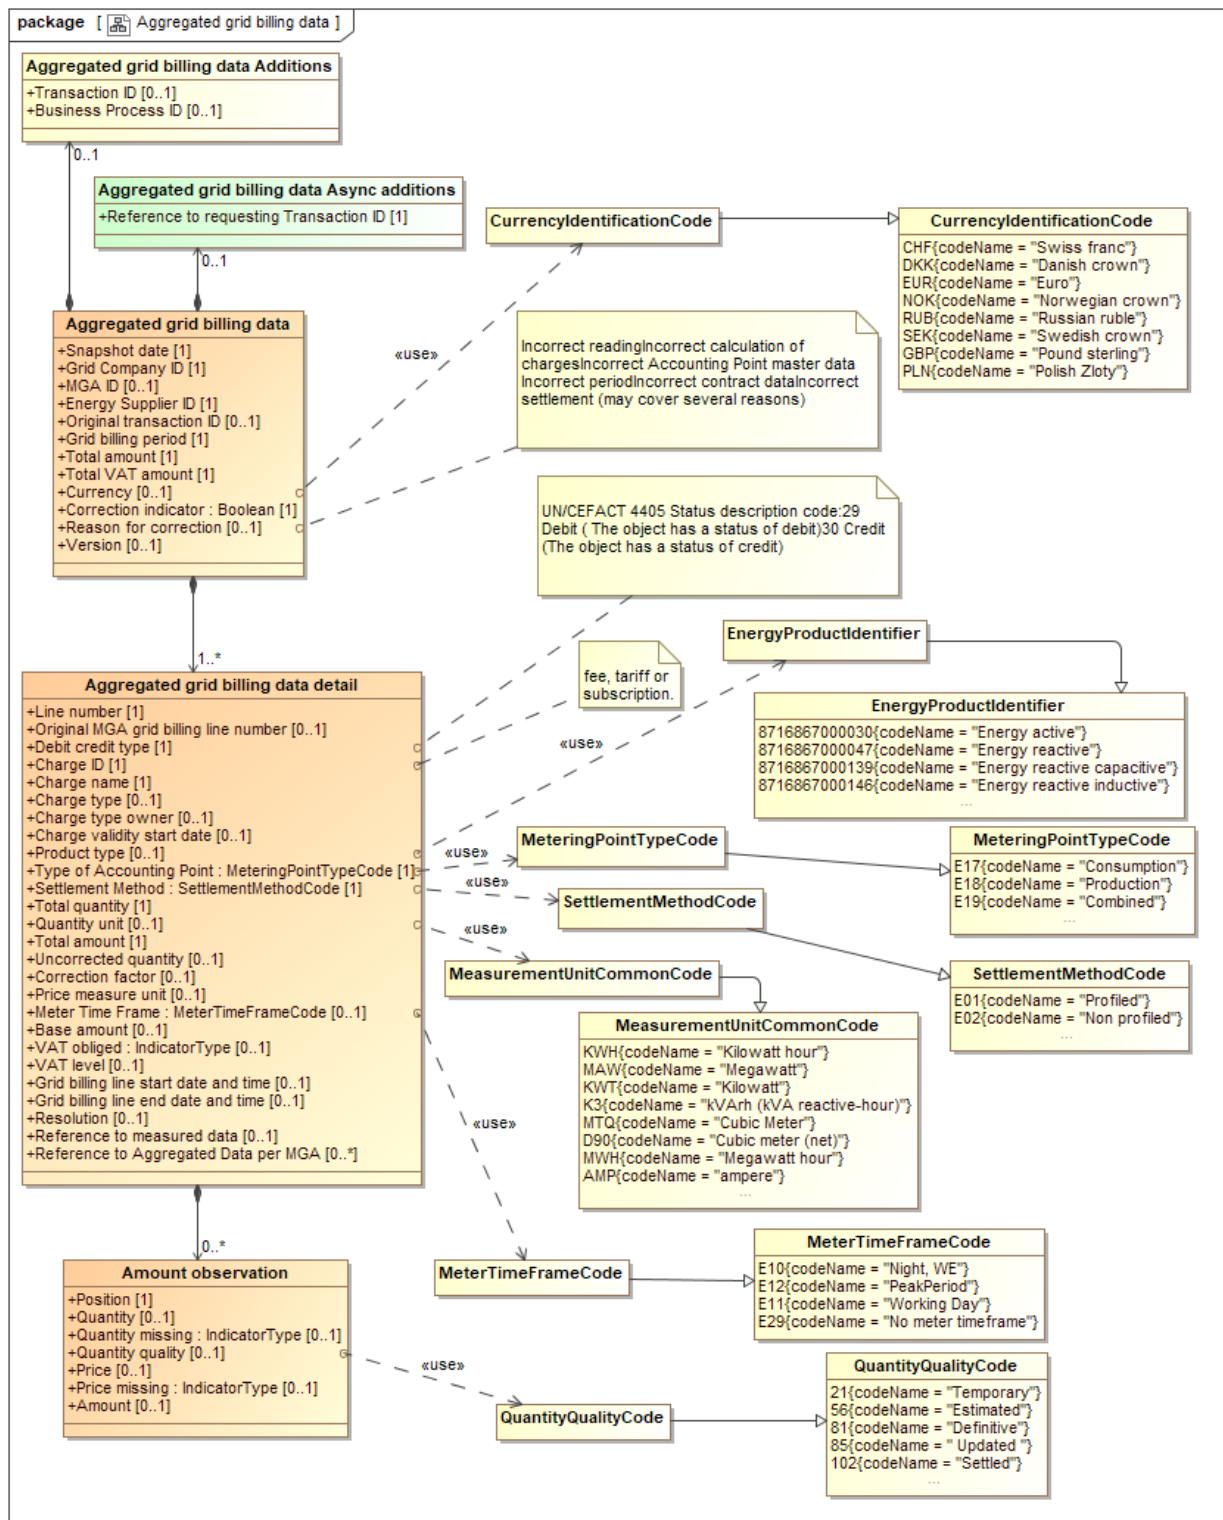 package [ Aggregated grid billing data ]
Aggregated grid billing data Additions
+Transaction ID [0..1]
+Business Process ID [0..1]
0..1
Aggregated grid billing data Async additions
+Reference to requesting Transaction ID [1]
0..1
CurrencyIdentificationCode
CurrencyIdentificationCode
CHF{codeName = "Swiss franc"}
DKK{codeName = "Danish crown"}
EUR{codeName = "Euro"}
NOK{codeName = "Norwegian crown"}
RUB{codeName = "Russian ruble"}
SEK{codeName = "Swedish crown"}
GBP{codeName = "Pound sterling"}
PLN{codeName = "Polish Zloty"}
Aggregated grid billing data
+Snapshot date [1]
+Grid Company ID [1]
+MGA ID [0..1]
+Energy Supplier ID [1]
+Original transaction ID [0..1]
+Grid billing period [1]
+Total amount [1]
+Total VAT amount [1]
+Currency [0..1]
+Correction indicator : Boolean [1]
+Reason for correction [0..1]
+Version [0..1]
«use»
Incorrect readingIncorrect calculation of
chargesIncorrect Accounting Point master data
Incorrect periodIncorrect contract dataIncorrect
settlement (may cover several reasons)
UN/CEFACT 4405 Status description code:29
Debit ( The object has a status of debit)30 Credit
(The object has a status of credit)
1..*
fee, tariff or
subscription.
EnergyProductIdentifier
EnergyProductIdentifier
8716867000030{codeName = "Energy active"}
8716867000047{codeName = "Energy reactive"}
8716867000139{codeName = "Energy reactive capacitive"}
8716867000146{codeName = "Energy reactive inductive"}
...
Aggregated grid billing data detail
+Line number [1]
+Original MGA grid billing line number [0..1]
+Debit credit type [1]
+Charge ID [1]
+Charge name [1]
+Charge type [0..1]
+Charge type owner [0..1]
+Charge validity start date [0..1]
+Product type [0..1]
+Type of Accounting Point : MeteringPointTypeCode [1]
+Settlement Method : SettlementMethodCode [1]
+Total quantity [1]
+Quantity unit [0..1]
+Total amount [1]
+Uncorrected quantity [0..1]
+Correction factor [0..1]
+Price measure unit [0..1]
+Meter Time Frame : MeterTimeFrameCode [0..1]
+Base amount [0..1]
+VAT obliged : IndicatorType [0..1]
+VAT level [0..1]
+Grid billing line start date and time [0..1]
+Grid billing line end date and time [0..1]
+Resolution [0..1]
+Reference to measured data [0..1]
+Reference to Aggregated Data per MGA [0..*]
«use»
«use»
«use»
«use»
«use»
MeteringPointTypeCode
MeteringPointTypeCode
E17{codeName = "Consumption"}
E18{codeName = "Production"}
E19{codeName = "Combined"}
...
SettlementMethodCode
SettlementMethodCode
E01{codeName = "Profiled"}
E02{codeName = "Non profiled"}
...
MeasurementUnitCommonCode
MeasurementUnitCommonCode
KWH{codeName = "Kilowatt hour"}
MAW{codeName = "Megawatt"}
KWT{codeName = "Kilowatt"}
K3{codeName = "kVArh (kVA reactive-hour)"}
MTQ{codeName = "Cubic Meter"}
D90{codeName = "Cubic meter (net)"}
MWH{codeName = "Megawatt hour"}
AMP{codeName = "ampere"}
...
0..*
MeterTimeFrameCode
MeterTimeFrameCode
E10{codeName = "Night, WE"}
E12{codeName = "PeakPeriod"}
E11{codeName = "Working Day"}
E29{codeName = "No meter timeframe"}
Amount observation
+Position [1]
+Quantity [0..1]
+Quantity missing : IndicatorType [0..1]
+Quantity quality [0..1]
+Price [0..1]
+Price missing : IndicatorType [0..1]
+Amount [0..1]
«use»
QuantityQualityCode
QuantityQualityCode
21{codeName = "Temporary"}
56{codeName = "Estimated"}
81{codeName = "Definitive"}
85{codeName = " Updated "}
102{codeName = "Settled"}
...